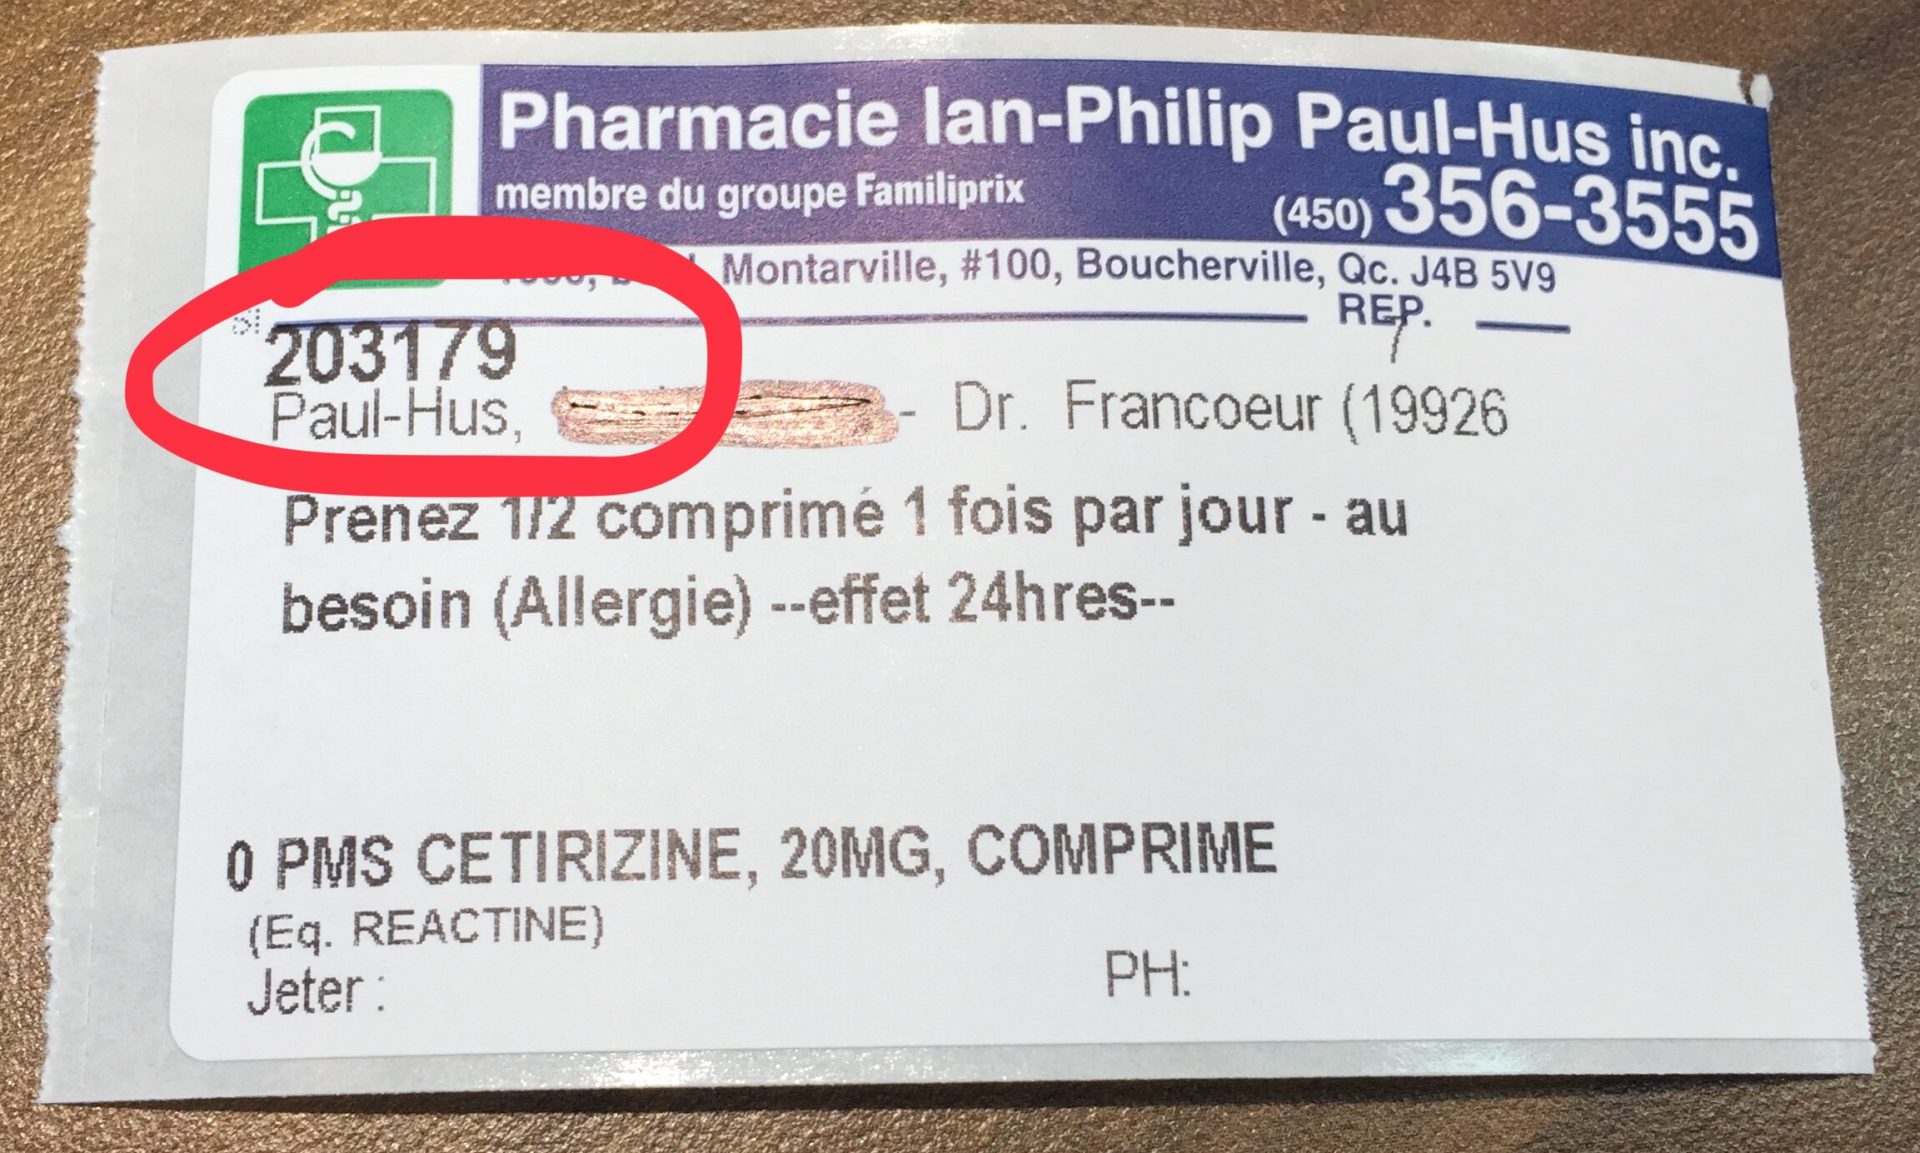 Pharmacie Ian-Philip Paul-Hus inc.
membre du groupe Familiprix
(450) 356-3555
Montarville, #100, Boucherville, Qc. J4B 5V9
REP.
203179
Paul-Hus, - Dr. Francoeur (19926
Prenez 1/2 comprimé 1 fois par jour - au
besoin (Allergie) --effet 24hres--
0 PMS CETIRIZINE, 20MG, COMPRIME
(Eq. REACTINE)
Jeter :
PH: